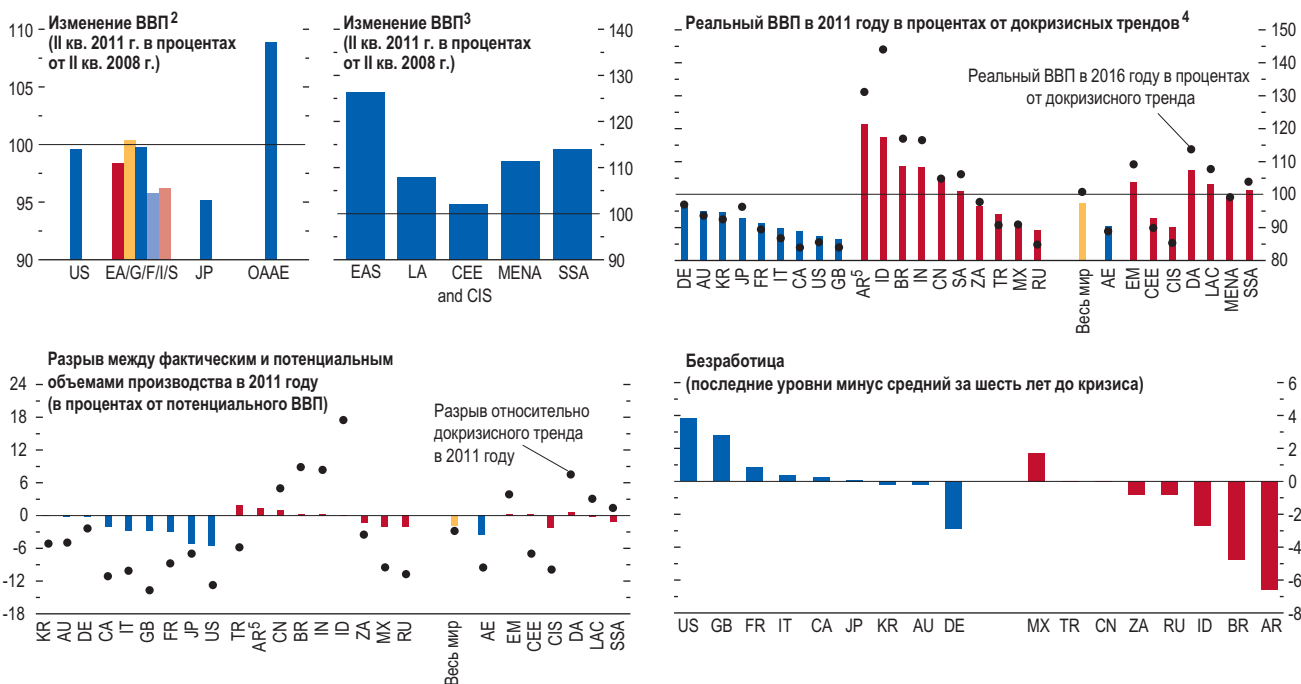 Изменение ВВП2
(II кв. 2011 г. в процентах
от II кв. 2008 г.)
110
105
100
95
90
US EA/G/F/I/S JP OAAE
Изменение ВВП3
(II кв. 2011 г. в процентах
от II кв. 2008 г.)
140
130
120
110
100
90
EAS LA CEE MENA SSA
and CIS
Реальный ВВП в 2011 году в процентах от докризисных трендов4
Реальный ВВП в 2016 году в процентах
от докризисного тренда
150
140
130
120
110
100
90
80
DE AU KR JP FR IT CA US GB AR5 ID BR IN CN SA ZA TR MX RU Весь мир AE EM CEE CIS DA LAC MENA SSA
Разрыв между фактическим и потенциальным
объемами производства в 2011 году
(в процентах от потенциального ВВП)
Разрыв относительно
докризисного тренда
в 2011 году
24
18
12
6
0
-6
-12
-18
KR AU DE CA IT GB FR JP US TR AR5 CN BR IN ID ZA MX RU Весь мир AE EM CEE CIS DA LAC SSA
Безработица
(последние уровни минус средний за шесть лет до кризиса)
6
4
2
0
-2
-4
-6
-8
US GB FR IT CA JP KR AU DE MX TR CN ZA RU ID BR AR